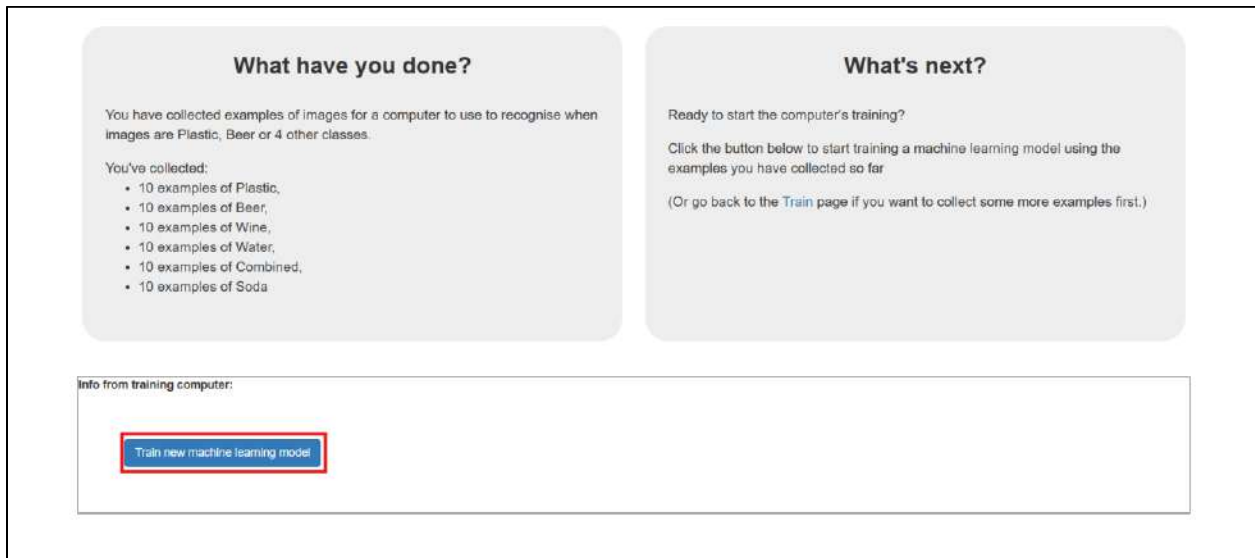 What have you done?
You have collected examples of images for a computer to use to recognise when
images are Plastic, Beer or 4 other classes.
You've collected:
• 10 examples of Plastic,
• 10 examples of Beer,
• 10 examples of Wine,
• 10 examples of Water,
• 10 examples of Combined,
• 10 examples of Soda
What's next?
Ready to start the computer's training?
Click the button below to start training a machine learning model using the
examples you have collected so far
(Or go back to the Train page if you want to collect some more examples first.)
Info from training computer:
Train new machine learning model